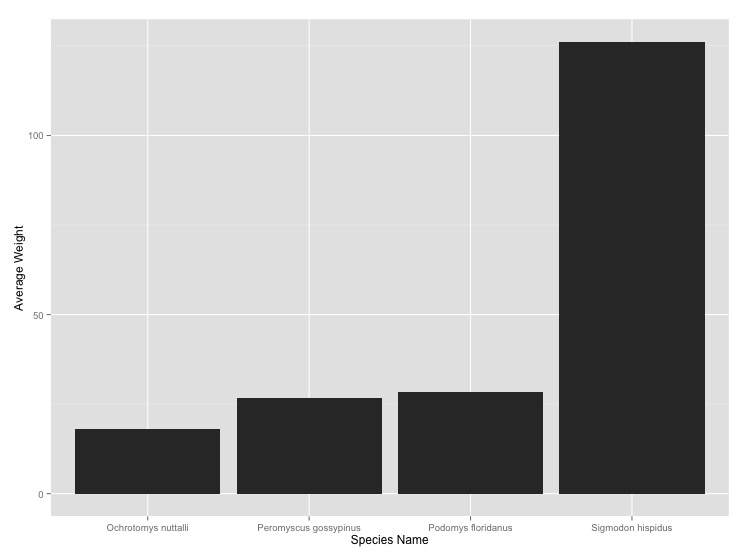 100
50
0
Average Weight
Ochrotomys nuttalli Peromyscus gossypinus Podomys floridanus Sigmodon hispidus
Species Name